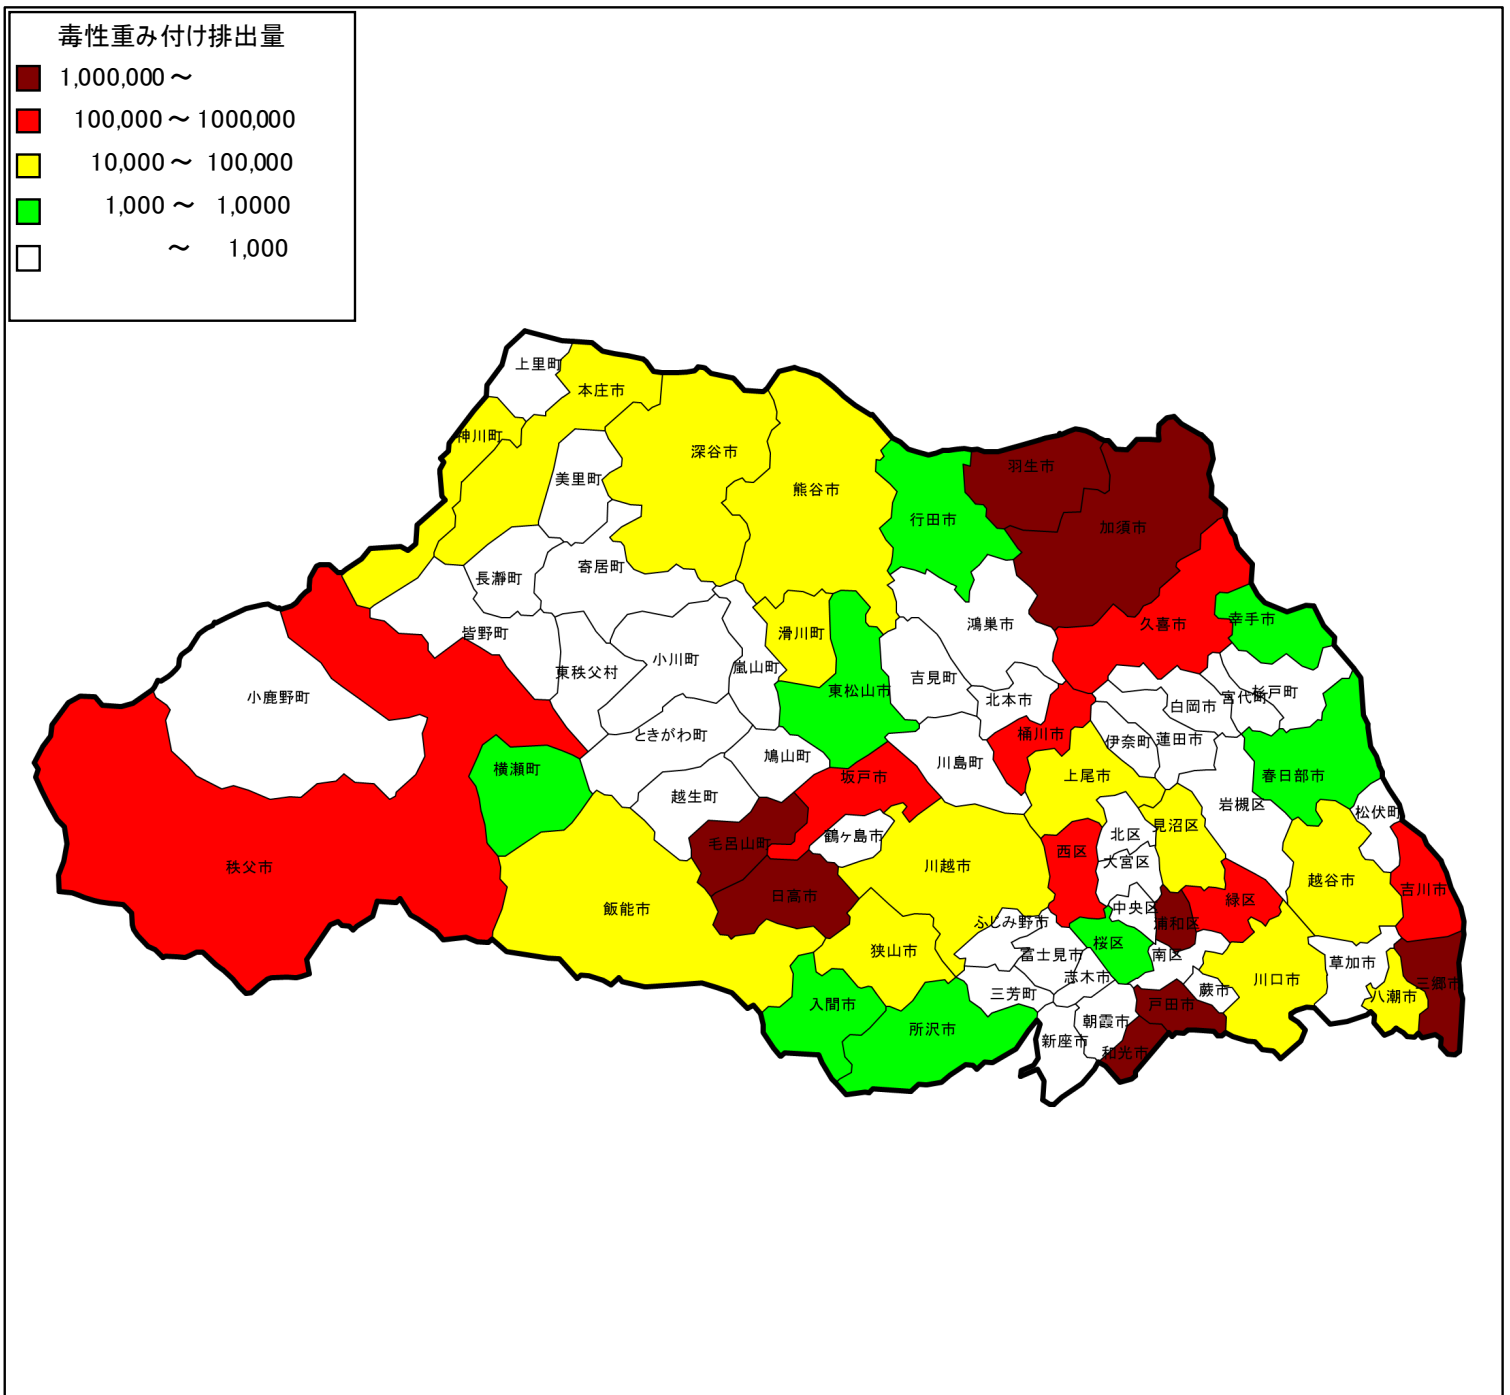 毒性重み付け排出量
1,000,000～
100,000～1000,000
10,000～ 100,000
1,000～ 1,0000
～ 1,000
上里町
本庄市
神川町
深谷市
羽生市
美里町
熊谷市
行田市
加須市
寄居町
長瀞町
幸手市
鴻巣市
久喜市
皆野町
滑川町
小川町
嵐山町
東秩父村
吉見町
東松山市
小鹿野町
北本市
杉戸町
宮代町
白岡市
ときがわ町
桶川市
伊奈町
蓮田市
鳩山町
川島町
横瀬町
坂戸市
上尾市
春日部市
越生町
岩槻区
松伏町
見沼区
北区
鶴ヶ島市
毛呂山町
西区
大宮区
秩父市
川越市
越谷市
吉川市
日高市
緑区
飯能市
中央区
ふじみ野市
浦和区
桜区
狭山市
富士見市
南区
草加市
志木市
川口市
三郷市
三芳町
蕨市
八潮市
入間市
戸田市
朝霞市
所沢市
新座市
和光市